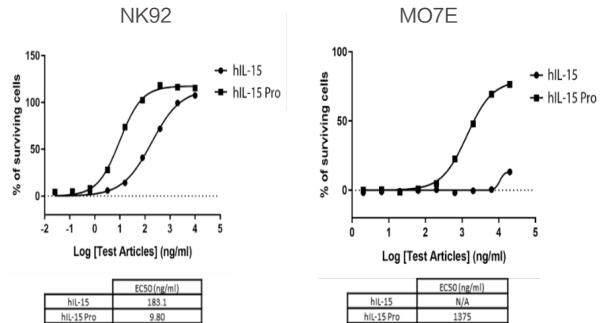 NK92
MO7E
150
100
50
0
% of surviving cells
-2 -1 0 1 2 3 4 5
Log [Test Articles] (ng/ml)
hIL-15
hIL-15 Pro
100
50
0
% of surviving cells
0 1 2 3 4 5
Log [Test Articles] (ng/ml)
hIL-15
hIL-15 Pro
EC50(ng/ml)
hIL-15 183.1
hIL-15 Pro 9.80
EC50(ng/ml)
hIL-15 N/A
hIL-15 Pro 1375